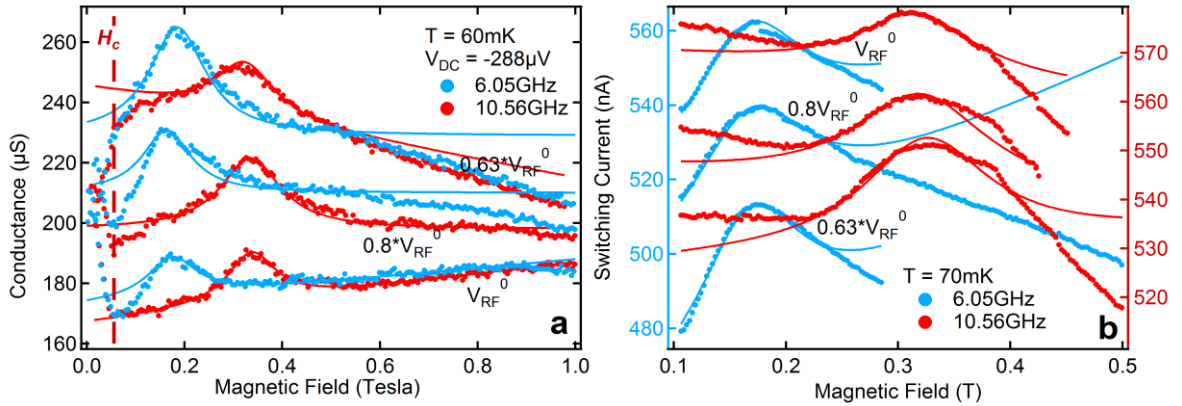 260
240
220
200
180
160
Conductance (µS)
H_c
T = 60mK
V_DC = -288µV
6.05GHz
10.56GHz
0.63*V_RF^0
0.8*V_RF^0
V_RF^0
a
0.0
0.2
0.4
0.6
0.8
1.0
Magnetic Field (Tesla)
560
540
520
500
480
Switching Current (nA)
V_RF^0
0.8V_RF^0
0.63*V_RF^0
T = 70mK
6.05GHz
10.56GHz
b
570
560
550
540
530
520
0.1
0.2
0.3
0.4
0.5
Magnetic Field (T)